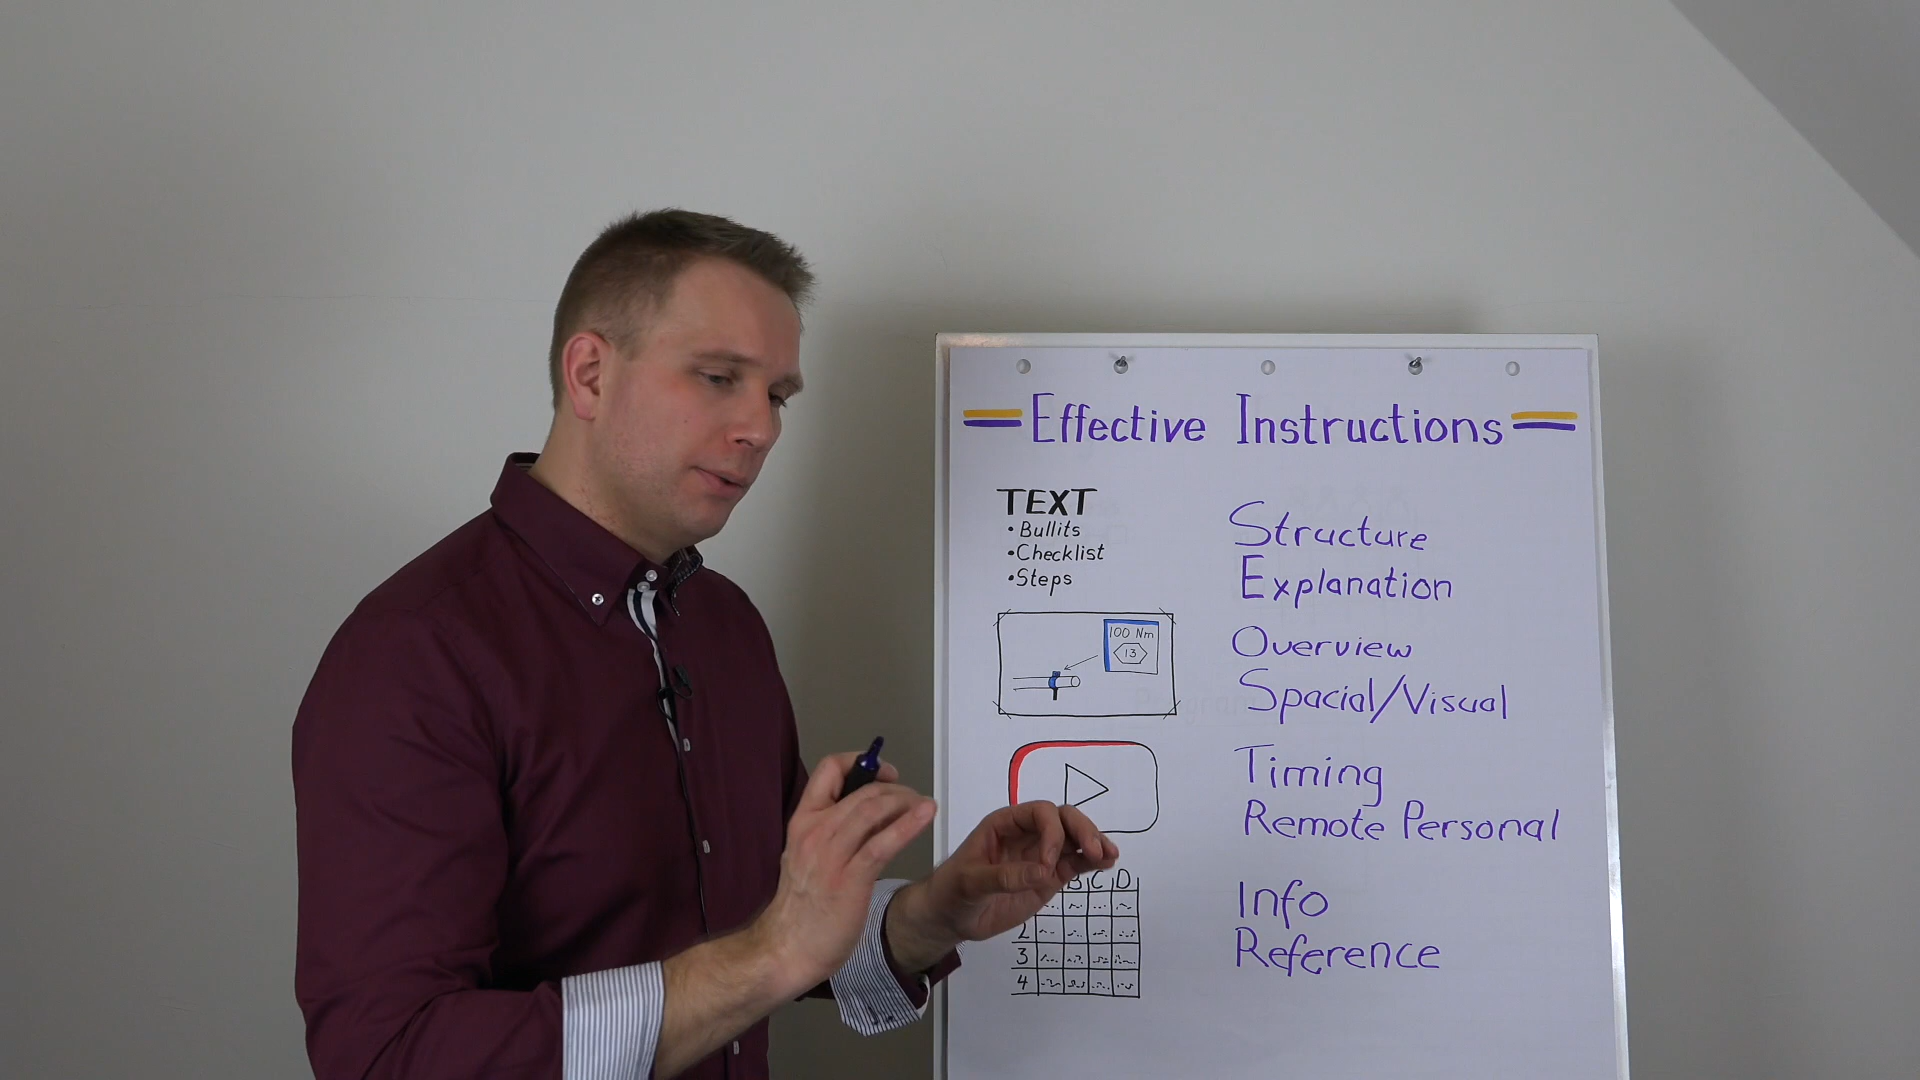 Effective Instructions
TEXT
• Bullits
• Checklist
• Steps
Structure
Explanation
100 Nm
13
Overview
Spacial/Visual
Timing
Remote Personal
B C D
2
3
4
Info
Reference